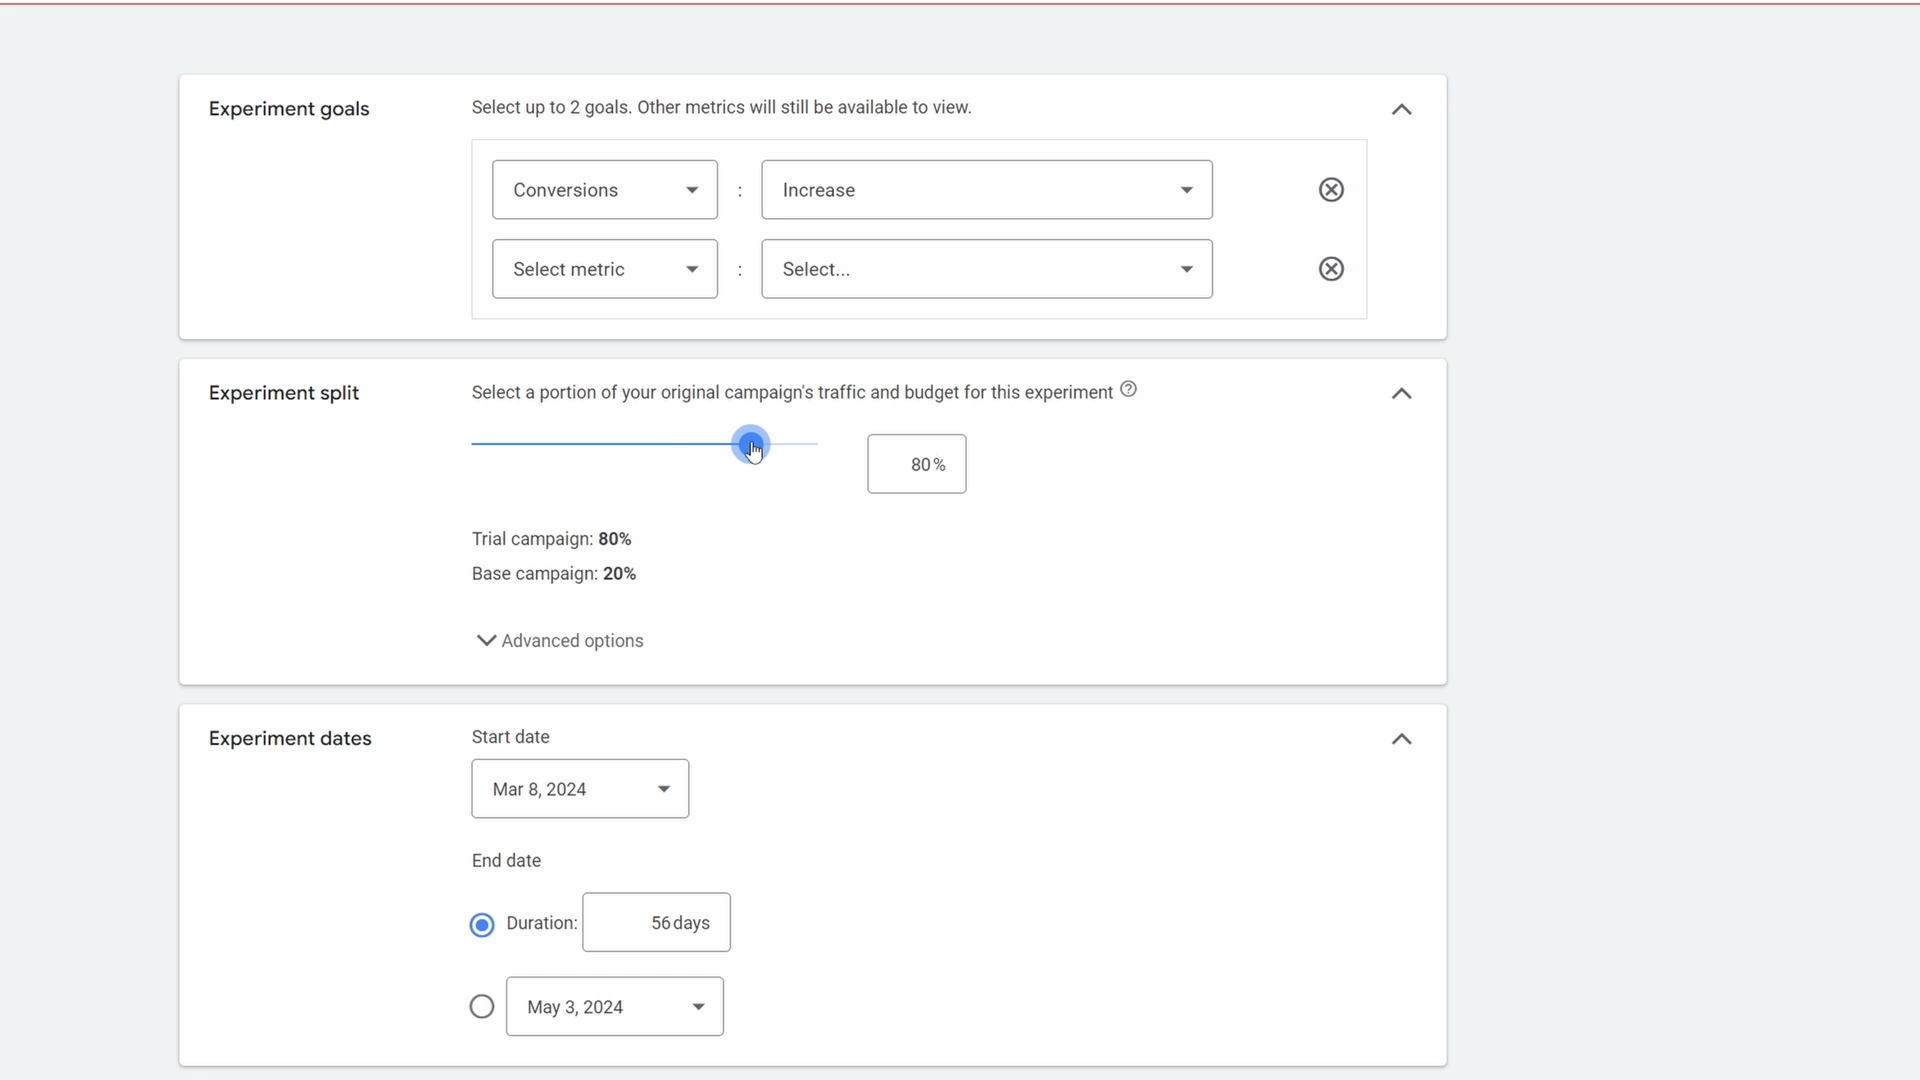 Experiment goals
Select up to 2 goals. Other metrics will still be available to view.
Conversions : Increase
Select metric : Select...
Experiment split
Select a portion of your original campaign's traffic and budget for this experiment
80%
Trial campaign: 80%
Base campaign: 20%
Advanced options
Experiment dates
Start date
Mar 8, 2024
End date
Duration: 56 days
May 3, 2024